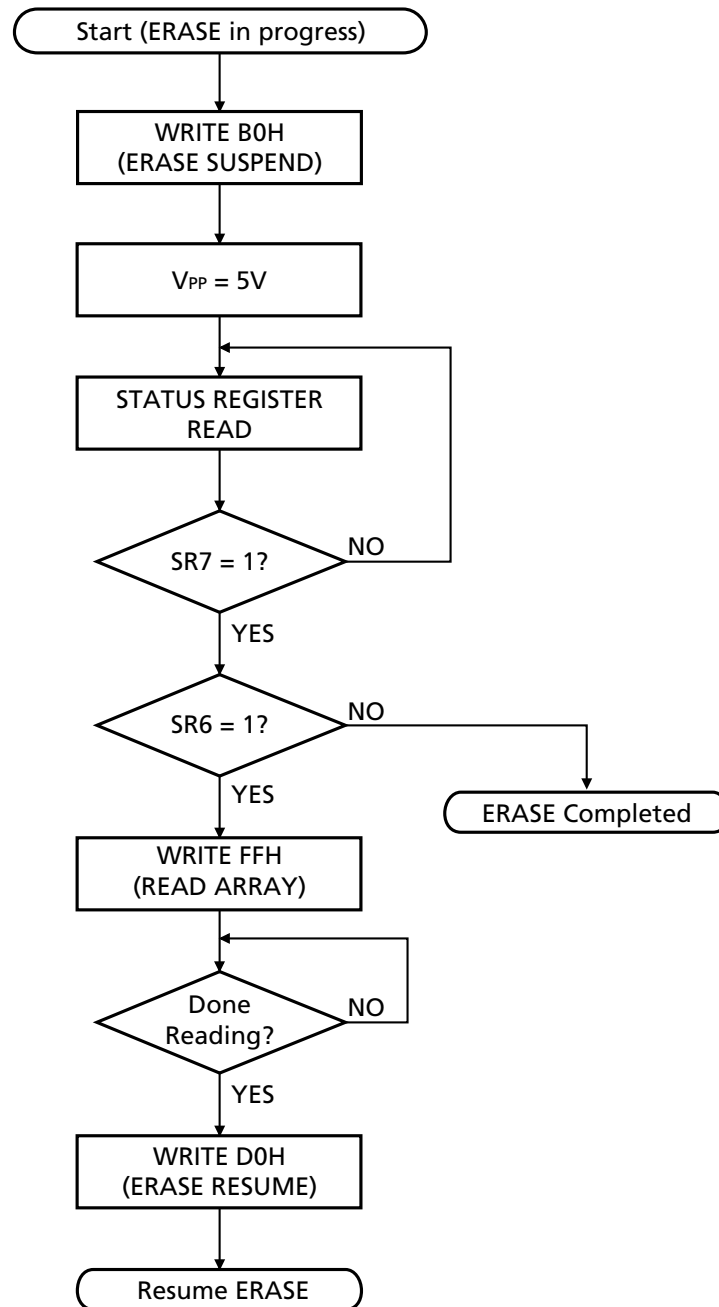 Start (ERASE in progress)
WRITE B0H
(ERASE SUSPEND)
VPP = 5V
STATUS REGISTER
READ
SR7 = 1?
NO
YES
SR6 = 1?
NO
YES
ERASE Completed
WRITE FFH
(READ ARRAY)
Done
Reading?
NO
YES
WRITE D0H
(ERASE RESUME)
Resume ERASE